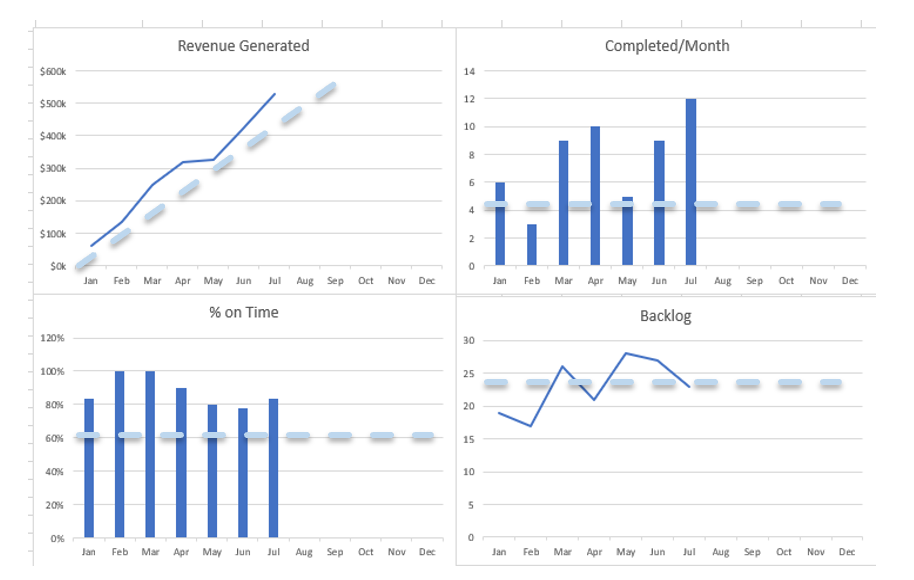 Revenue Generated
$600k
$500k
$400k
$300k
$200k
$100k
$0k
Jan Feb Mar Apr May Jun Jul Aug Sep Oct Nov Dec
Completed/Month
14
12
10
8
6
4
2
0
Jan Feb Mar Apr May Jun Jul Aug Sep Oct Nov Dec
% on Time
120%
100%
80%
60%
40%
20%
0%
Jan Feb Mar Apr May Jun Jul Aug Sep Oct Nov Dec
Backlog
30
25
20
15
10
5
0
Jan Feb Mar Apr May Jun Jul Aug Sep Oct Nov Dec